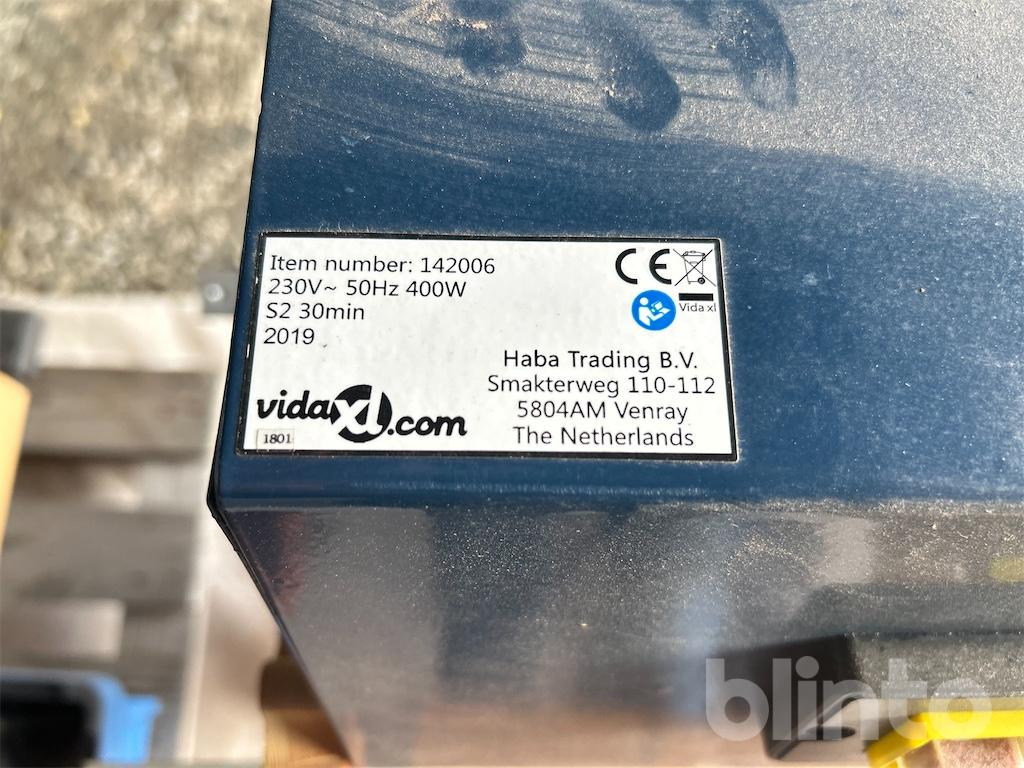 Item number: 142006
230V~ 50Hz 400W
S2 30min
2019
CE
Vida xl
Haba Trading B.V.
Smakterweg 110-112
5804AM Venray
The Netherlands
vidaXL.com
1801
blinto